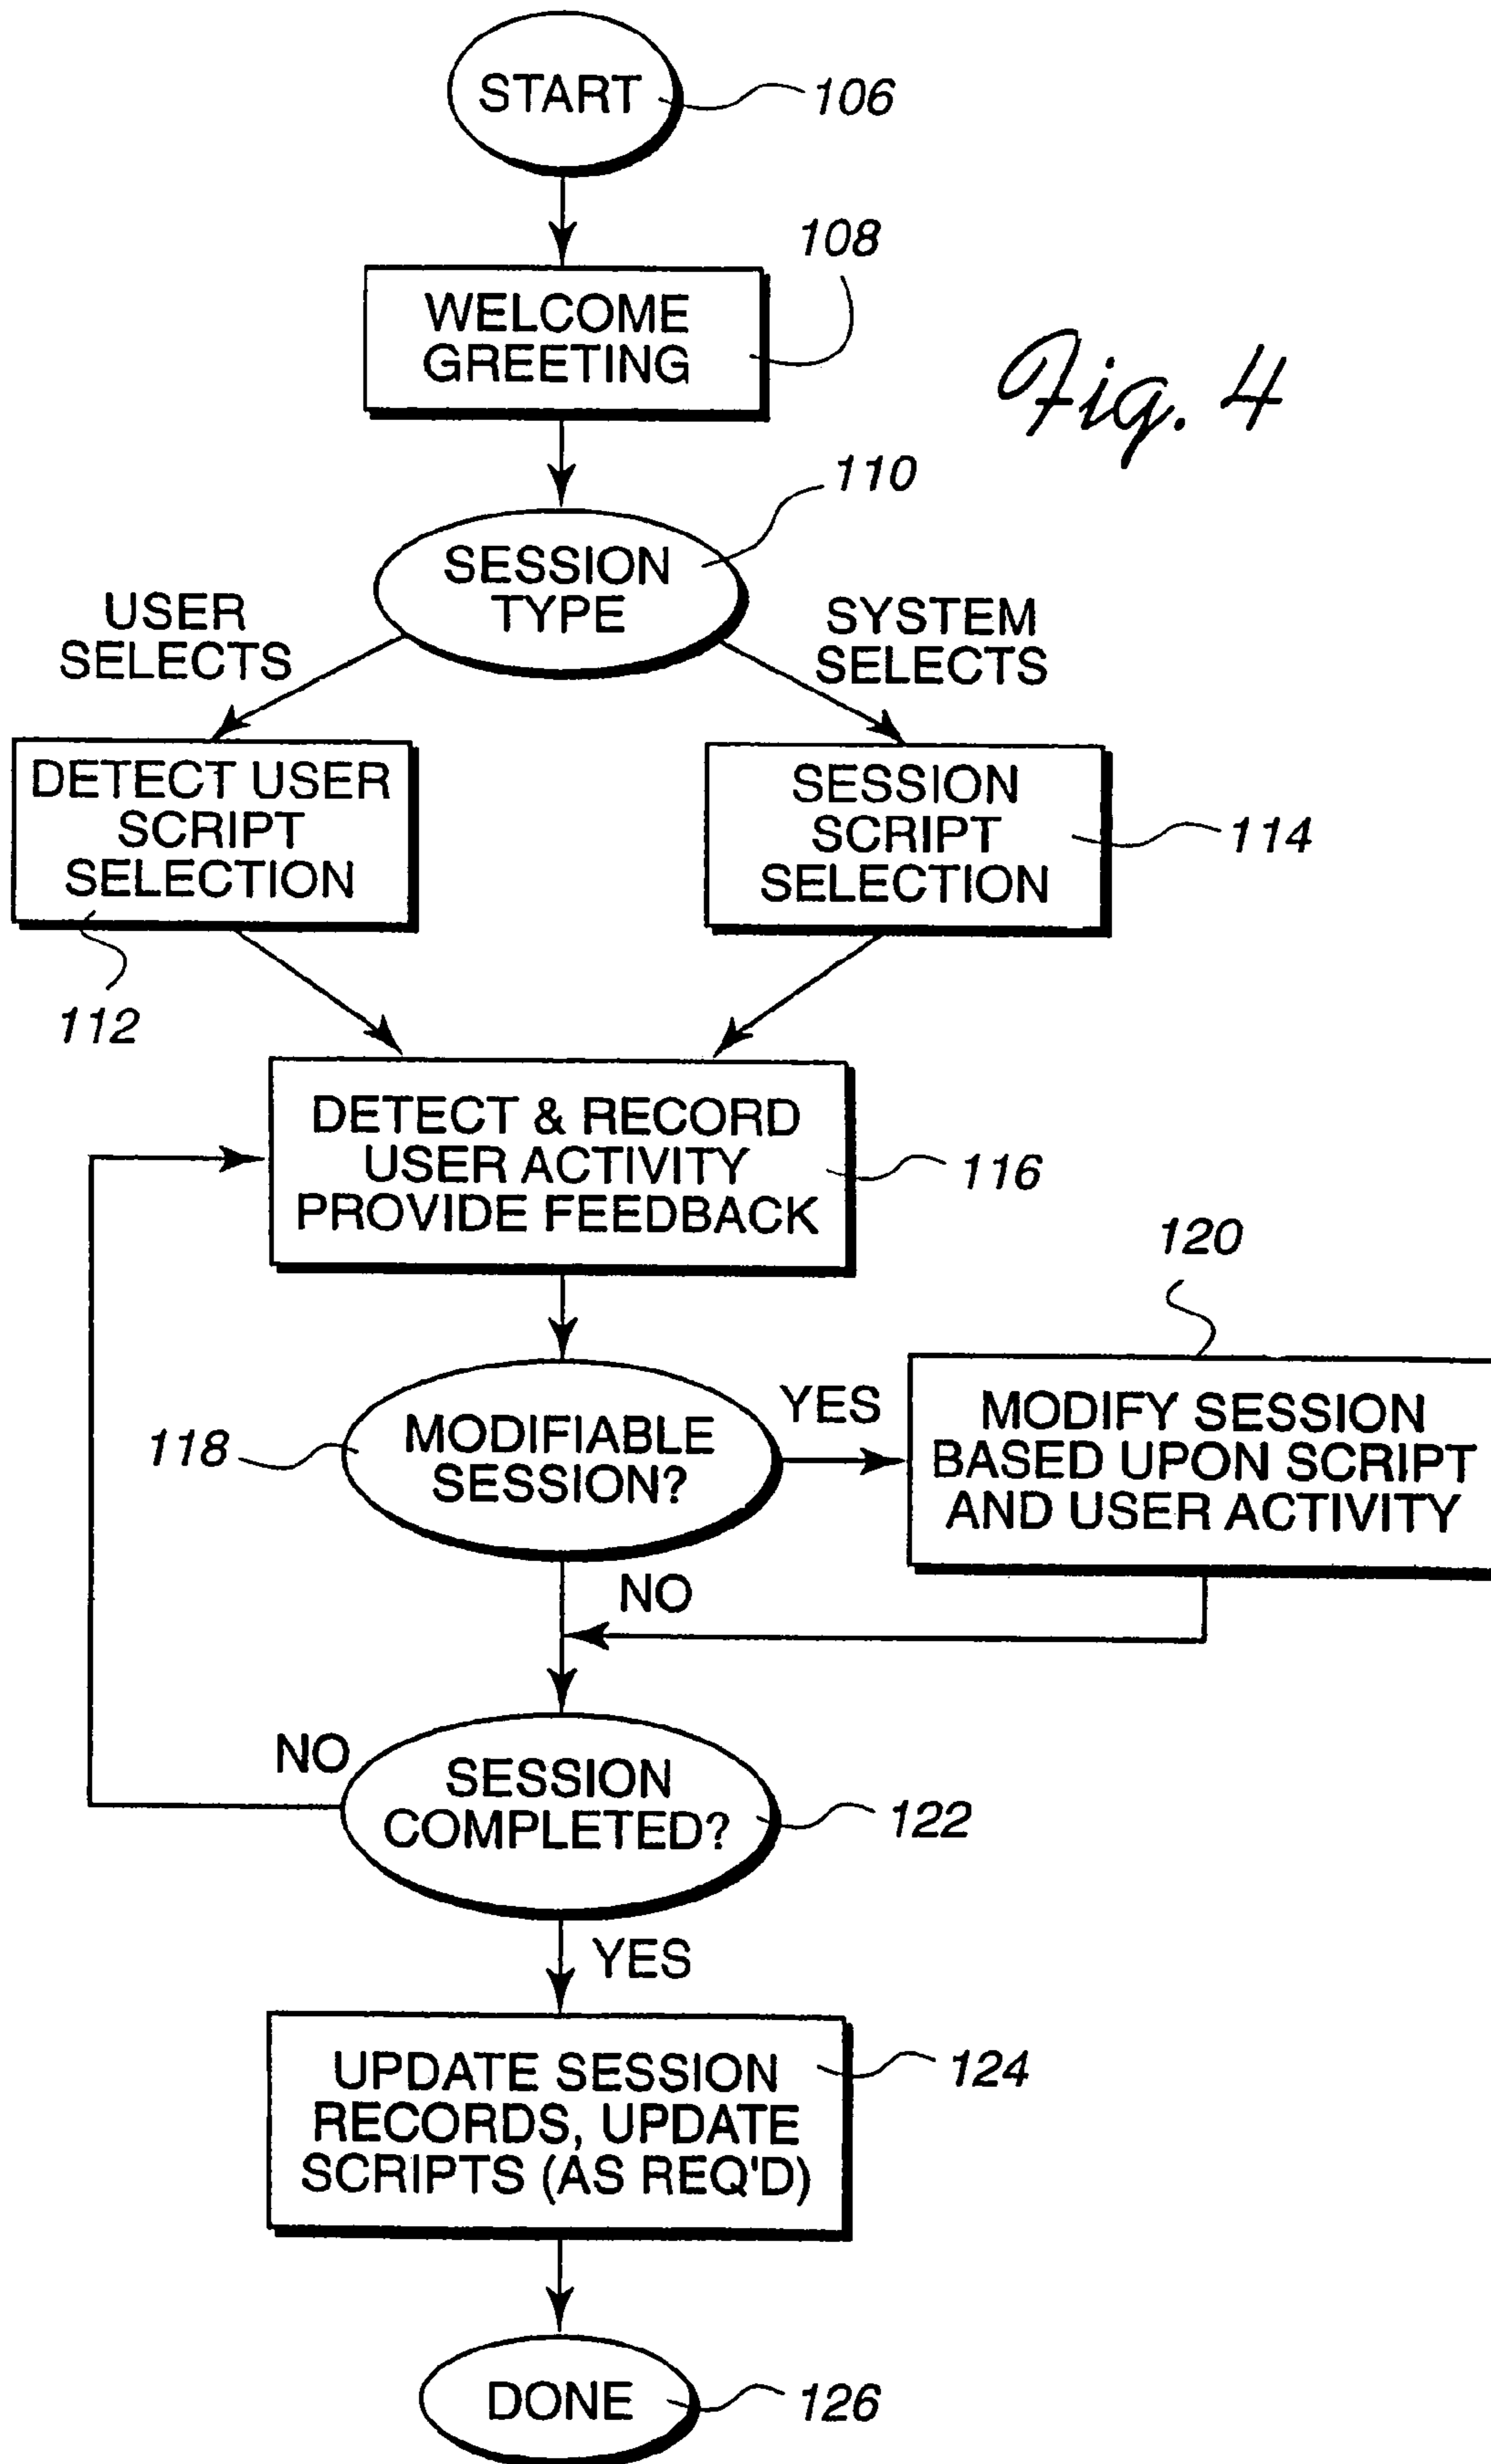 START
106
108
WELCOME
GREETING
Fig. 4
110
SESSION
TYPE
USER
SELECTS
SYSTEM
SELECTS
DETECT USER
SCRIPT
SELECTION
SESSION
SCRIPT
SELECTION
114
112
DETECT & RECORD
USER ACTIVITY
PROVIDE FEEDBACK
116
120
118
MODIFIABLE
SESSION?
YES
MODIFY SESSION
BASED UPON SCRIPT
AND USER ACTIVITY
NO
NO
SESSION
COMPLETED?
122
YES
UPDATE SESSION
RECORDS, UPDATE
SCRIPTS (AS REQ'D)
124
DONE
126